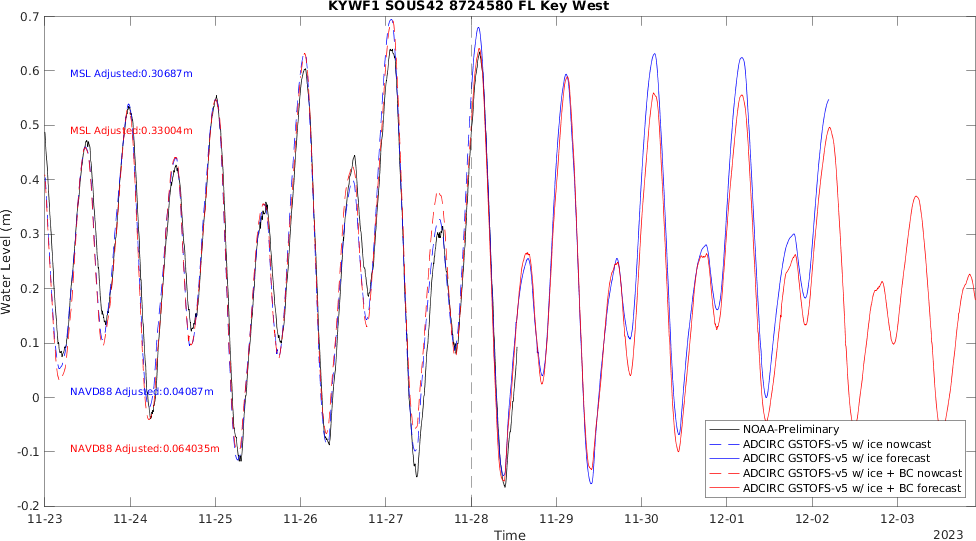 KYWF1 SOUS42 8724580 FL Key West
0.7
0.6
0.5
0.4
0.3
0.2
0.1
0
-0.1
-0.2
Water Level (m)
MSL Adjusted:0.30687m
MSL Adjusted:0.33004m
NAVD88 Adjusted:0.04087m
NAVD88 Adjusted:0.064035m
NOAA-Preliminary
ADCIRC GSTOFS-v5 w/ ice nowcast
ADCIRC GSTOFS-v5 w/ ice forecast
ADCIRC GSTOFS-v5 w/ ice + BC nowcast
ADCIRC GSTOFS-v5 w/ ice + BC forecast
11-23 11-24 11-25 11-26 11-27 11-28 11-29 11-30 12-01 12-02 12-03
Time
2023